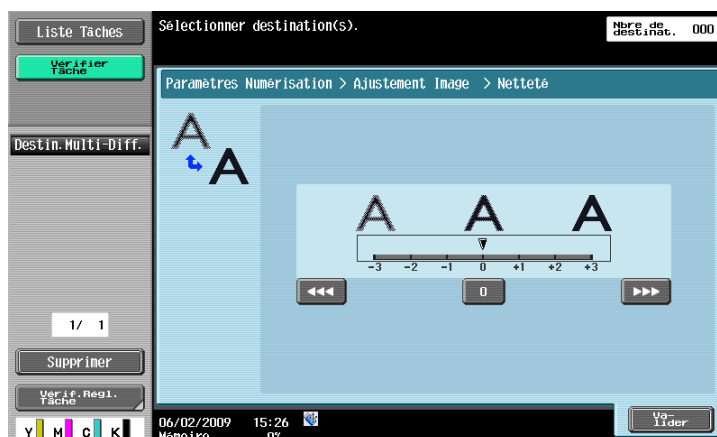 Liste Tâches
Vérifier
Tâche
Destin.Multi-Diff.
1/ 1
Supprimer
Vérif.Régl.
Tâche
Y M C K
Sélectionner destination(s).
Nbre de
destinat. 000
Paramètres Numérisation > Ajustement Image > Netteté
A
A
A A A
-3 -2 -1 0 +1 +2 +3
0
06/02/2009 15:26
Mémoire 0%
Va-
lider